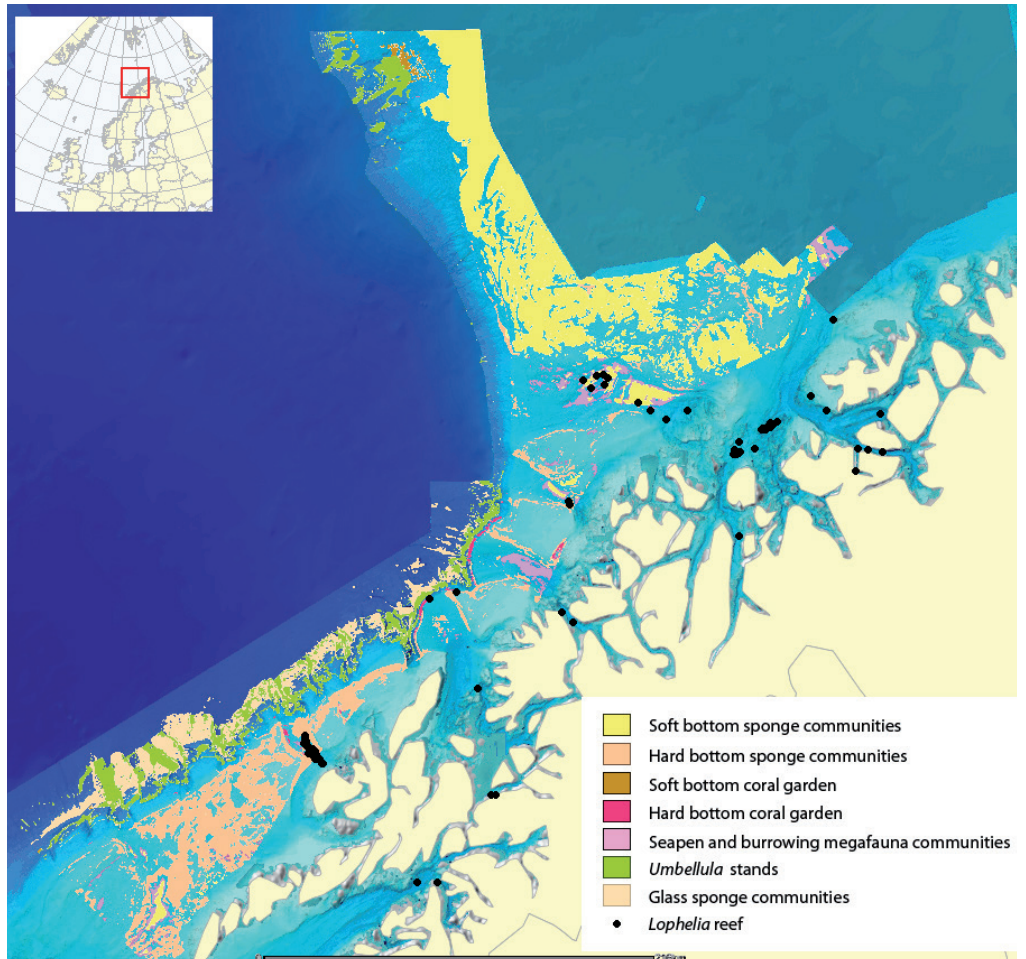 Soft bottom sponge communities
Hard bottom sponge communities
Soft bottom coral garden
Hard bottom coral garden
Seapen and burrowing megafauna communities
Umbellula stands
Glass sponge communities
Lophelia reef